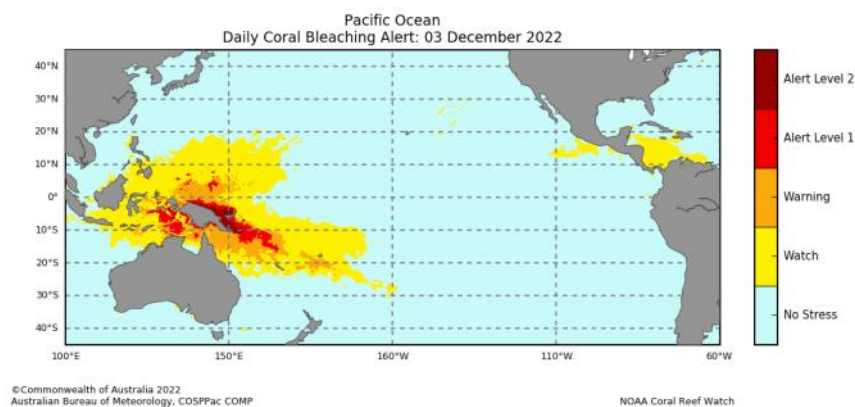 Pacific Ocean
Daily Coral Bleaching Alert: 03 December 2022
40°N
30°N
20°N
10°N
0°
10°S
20°S
30°S
40°S
100°E
150°E
160°W
110°W
60°W
Alert Level 2
Alert Level 1
Warning
Watch
No Stress
©Commonwealth of Australia 2022
Australian Bureau of Meteorology, COSPPac COMP
NOAA Coral Reef Watch